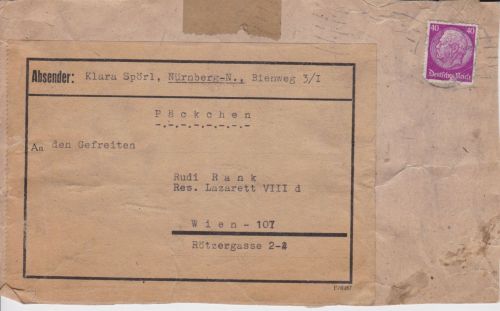 40 40
Deutsches Reich
Absender: Klara Spörl, Nürnberg-N., Bienweg 3/I
Päckchen
An den Gefreiten
Rudi Rank
Res. Lazarett VIII d
Wien - 107
Rötzergasse 2-4